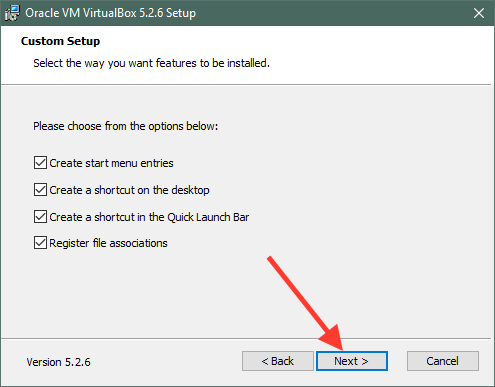 Oracle VM VirtualBox 5.2.6 Setup
Custom Setup
Select the way you want features to be installed.
Please choose from the options below:
Create start menu entries
Create a shortcut on the desktop
Create a shortcut in the Quick Launch Bar
Register file associations
Version 5.2.6
< Back
Next >
Cancel